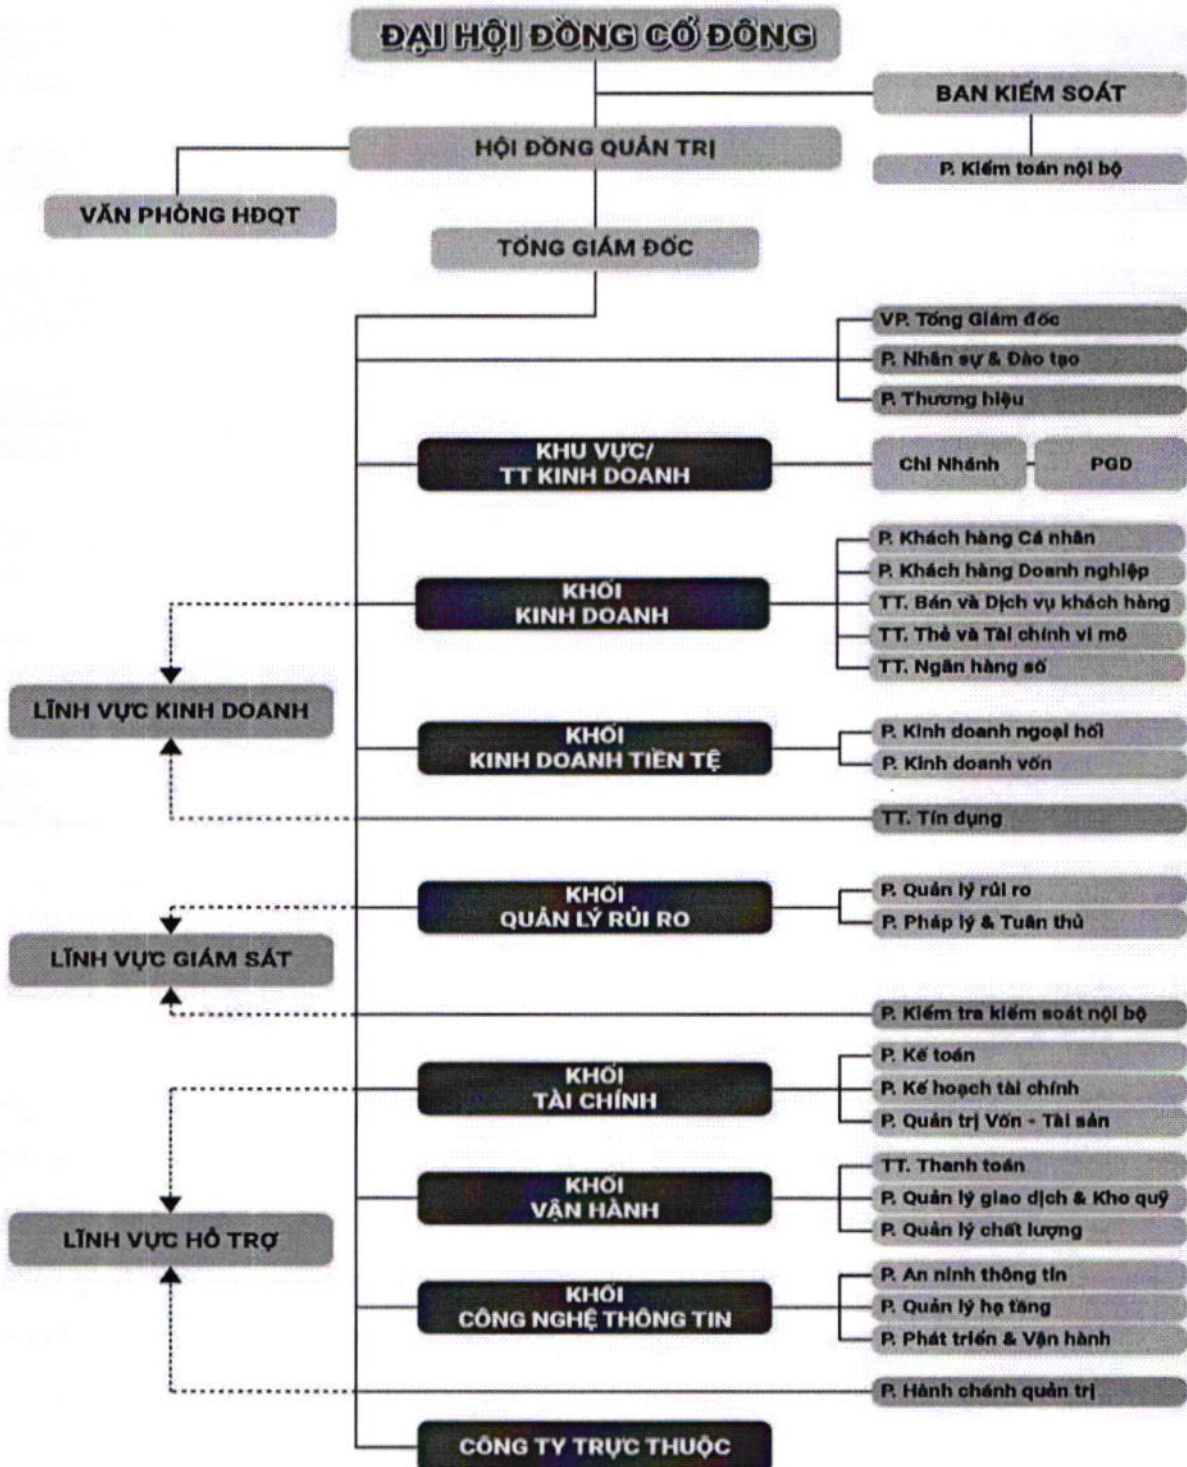 ĐẠI HỘI ĐỒNG CỔ ĐÔNG
BAN KIỂM SOÁT
HỘI ĐỒNG QUẢN TRỊ
P. Kiểm toán nội bộ
VĂN PHÒNG HĐQT
TỔNG GIÁM ĐỐC
VP. Tổng Giám đốc
P. Nhân sự & Đào tạo
P. Thương hiệu
KHU VỰC/
TT KINH DOANH
Chi Nhánh
PGD
P. Khách hàng Cá nhân
P. Khách hàng Doanh nghiệp
KHỐI
KINH DOANH
TT. Bán và Dịch vụ khách hàng
TT. Thẻ và Tài chính vi mô
TT. Ngân hàng số
LĨNH VỰC KINH DOANH
KHỐI
KINH DOANH TIỀN TỆ
P. Kinh doanh ngoại hối
P. Kinh doanh vốn
TT. Tín dụng
KHỐI
QUẢN LÝ RỦI RO
P. Quản lý rủi ro
P. Pháp lý & Tuân thủ
LĨNH VỰC GIÁM SÁT
P. Kiểm tra kiểm soát nội bộ
KHỐI
TÀI CHÍNH
P. Kế toán
P. Kế hoạch tài chính
P. Quản trị Vốn - Tài sản
KHỐI
VẬN HÀNH
TT. Thanh toán
P. Quản lý giao dịch & Kho quỹ
P. Quản lý chất lượng
LĨNH VỰC HỖ TRỢ
KHỐI
CÔNG NGHỆ THÔNG TIN
P. An ninh thông tin
P. Quản lý hạ tầng
P. Phát triển & Vận hành
P. Hành chánh quản trị
CÔNG TY TRỰC THUỘC